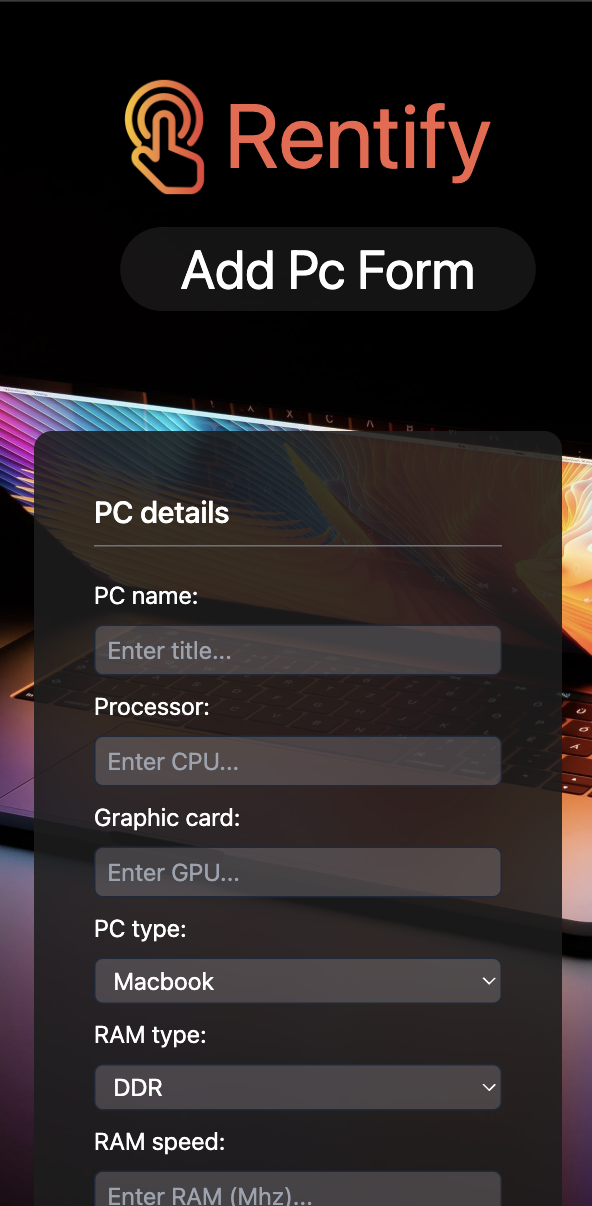 Rentify
Add Pc Form
PC details
PC name:
Enter title...
Processor:
Enter CPU...
Graphic card:
Enter GPU...
PC type:
Macbook
RAM type:
DDR
RAM speed:
Enter RAM (Mhz)...